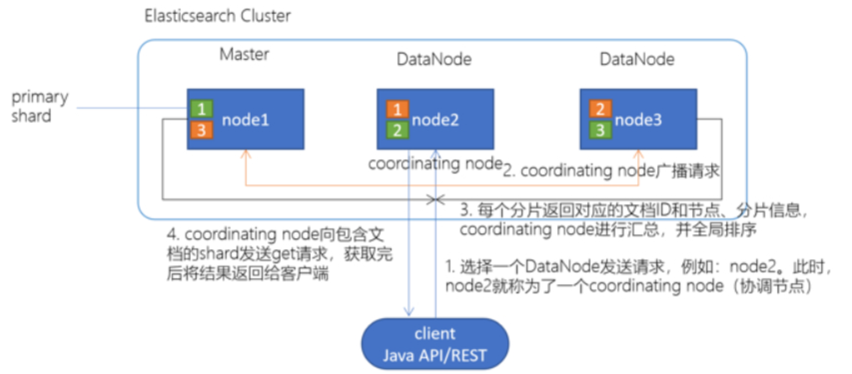 Elasticsearch Cluster
Master
DataNode
DataNode
primary
shard
1
3
node1
1
2
node2
2
3
node3
coordinating node
2. coordinating node广播请求
3. 每个分片返回对应的文档ID和节点、分片信息，
coordinating node进行汇总，并全局排序
4. coordinating node向包含文
档的shard发送get请求，获取完
后将结果返回给客户端
1. 选择一个DataNode发送请求，例如：node2。此时，
node2就称为了一个coordinating node（协调节点）
client
Java API/REST